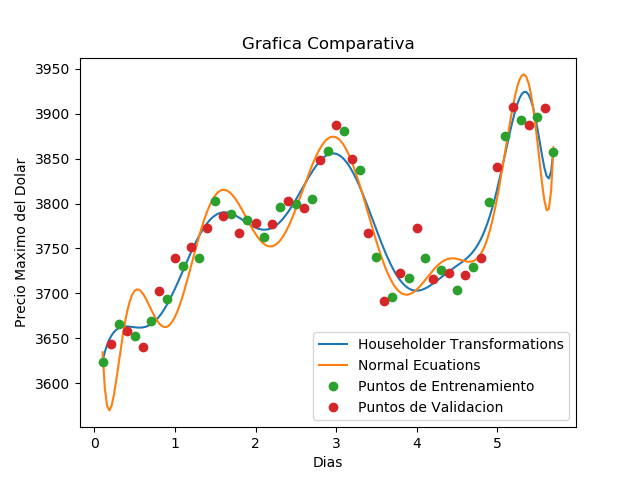 Grafica Comparativa
3950
3900
3850
3800
3750
3700
3650
3600
Precio Maximo del Dolar
Householder Transformations
Normal Ecuations
Puntos de Entrenamiento
Puntos de Validacion
0 1 2 3 4 5
Dias